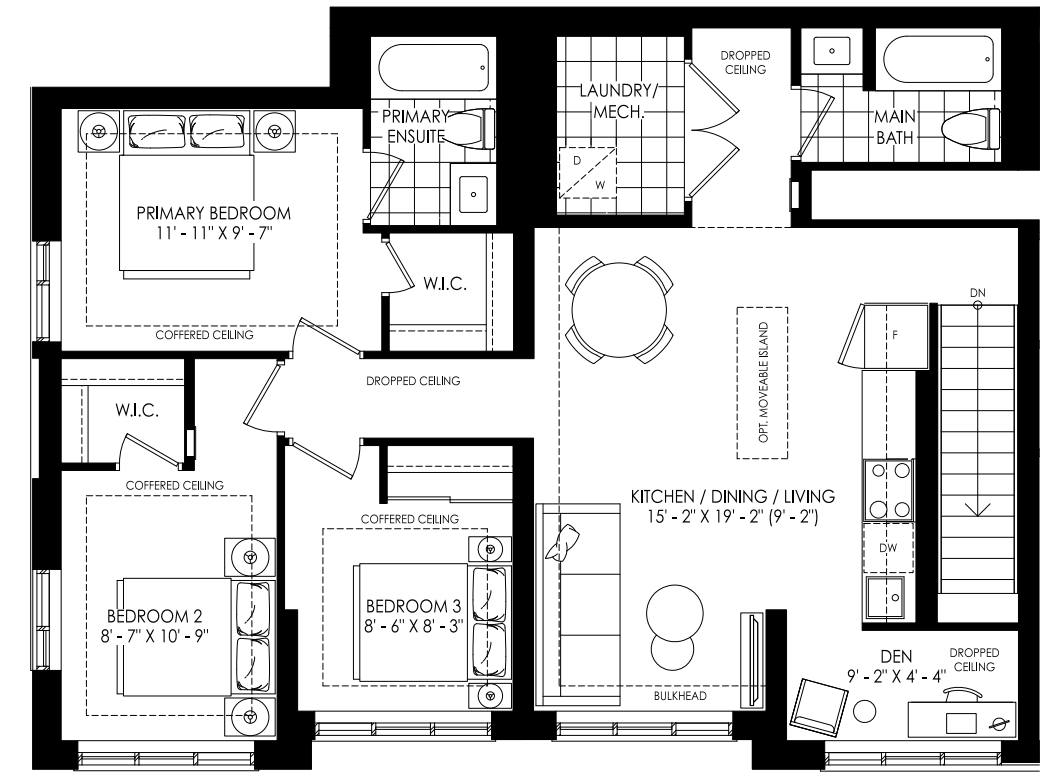 DROPPED
CEILING
LAUNDRY/
MECH.
PRIMARY
ENSUITE
MAIN
BATH
D
W
PRIMARY BEDROOM
11' - 11" X 9' - 7"
W.I.C.
COFFERED CEILING
DN
F
OPT. MOVEABLE ISLAND
DROPPED CEILING
W.I.C.
COFFERED CEILING
COFFERED CEILING
KITCHEN / DINING / LIVING
15' - 2" X 19' - 2" (9' - 2")
DW
BEDROOM 2
8' - 7" X 10' - 9"
BEDROOM 3
8' - 6" X 8' - 3"
DEN
9' - 2" X 4' - 4"
DROPPED
CEILING
BULKHEAD